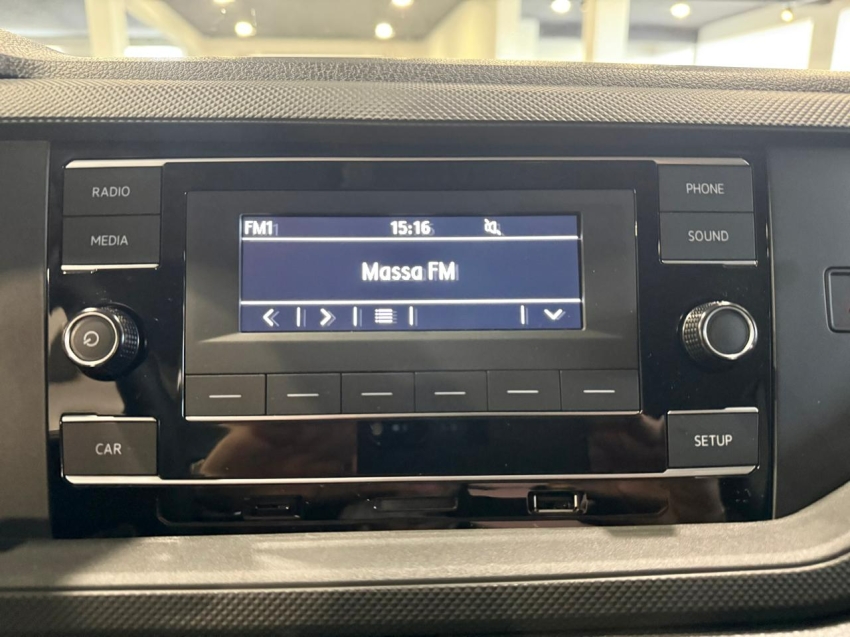 RADIO
MEDIA
FM1 15:16
Massa FM
PHONE
SOUND
CAR
SETUP